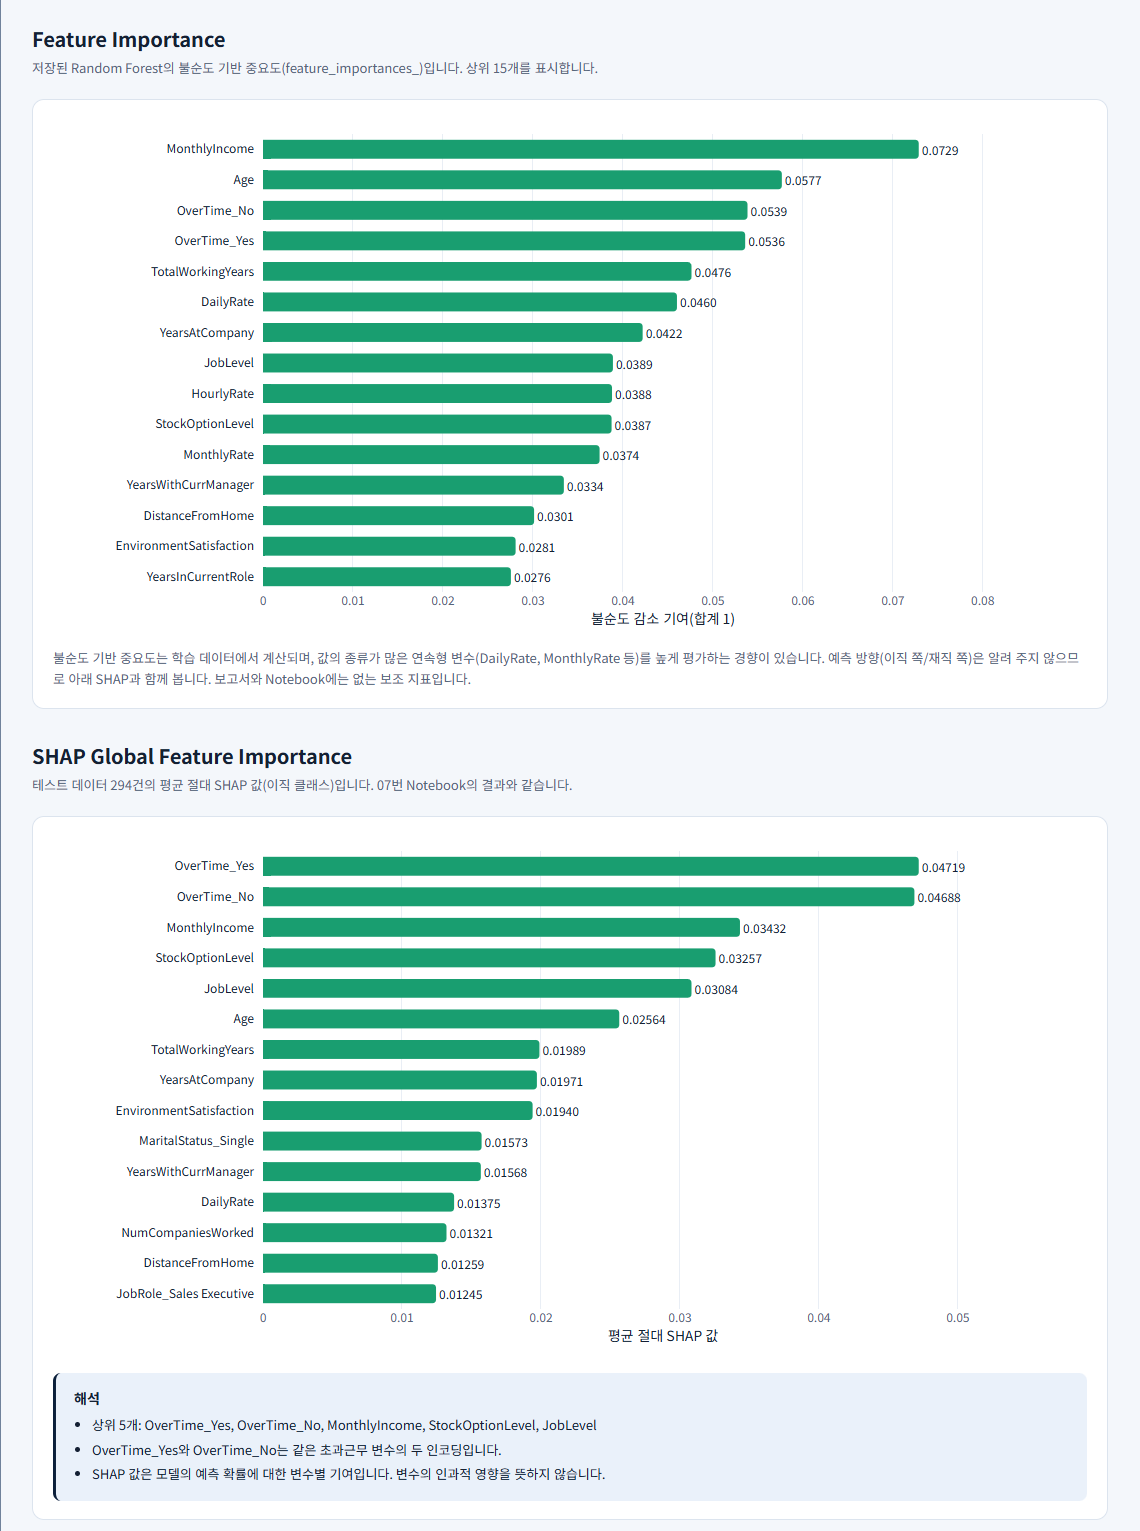 Feature Importance
저장된 Random Forest의 불순도 기반 중요도(feature_importances_)입니다. 상위 15개를 표시합니다.
MonthlyIncome 0.0729
Age 0.0577
OverTime_No 0.0539
OverTime_Yes 0.0536
TotalWorkingYears 0.0476
DailyRate 0.0460
YearsAtCompany 0.0422
JobLevel 0.0389
HourlyRate 0.0388
StockOptionLevel 0.0387
MonthlyRate 0.0374
YearsWithCurrManager 0.0334
DistanceFromHome 0.0301
EnvironmentSatisfaction 0.0281
YearsInCurrentRole 0.0276
0 0.01 0.02 0.03 0.04 0.05 0.06 0.07 0.08
불순도 감소 기여(합계 1)
불순도 기반 중요도는 학습 데이터에서 계산되며, 값의 종류가 많은 연속형 변수(DailyRate, MonthlyRate 등)를 높게 평가하는 경향이 있습니다. 예측 방향(이직 쪽/재직 쪽)은 알려 주지 않으므
로 아래 SHAP과 함께 봅니다. 보고서와 Notebook에는 없는 보조 지표입니다.
SHAP Global Feature Importance
테스트 데이터 294건의 평균 절대 SHAP 값(이직 클래스)입니다. 07번 Notebook의 결과와 같습니다.
OverTime_Yes 0.04719
OverTime_No 0.04688
MonthlyIncome 0.03432
StockOptionLevel 0.03257
JobLevel 0.03084
Age 0.02564
TotalWorkingYears 0.01989
YearsAtCompany 0.01971
EnvironmentSatisfaction 0.01940
MaritalStatus_Single 0.01573
YearsWithCurrManager 0.01568
DailyRate 0.01375
NumCompaniesWorked 0.01321
DistanceFromHome 0.01259
JobRole_Sales Executive 0.01245
0 0.01 0.02 0.03 0.04 0.05
평균 절대 SHAP 값
해석
• 상위 5개: OverTime_Yes, OverTime_No, MonthlyIncome, StockOptionLevel, JobLevel
• OverTime_Yes와 OverTime_No는 같은 초과근무 변수의 두 인코딩입니다.
• SHAP 값은 모델의 예측 확률에 대한 변수별 기여입니다. 변수의 인과적 영향을 뜻하지 않습니다.